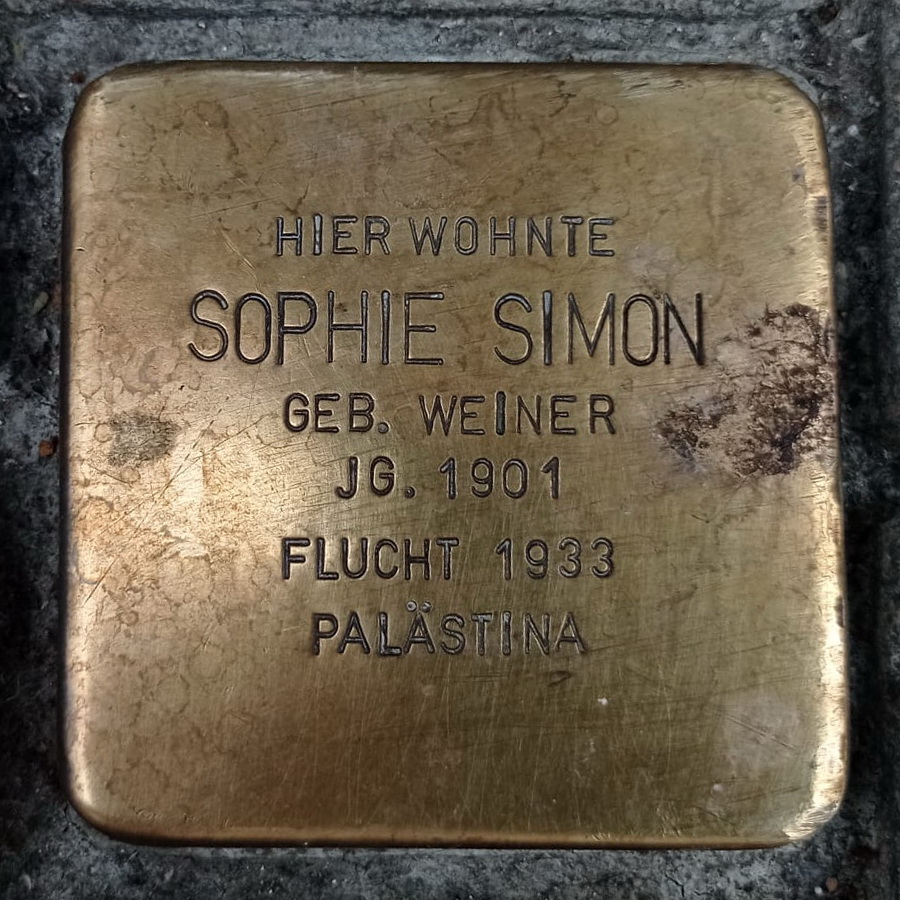 HIER WOHNTE
SOPHIE SIMON
GEB. WEINER
JG. 1901
FLUCHT 1933
PALÄSTINA